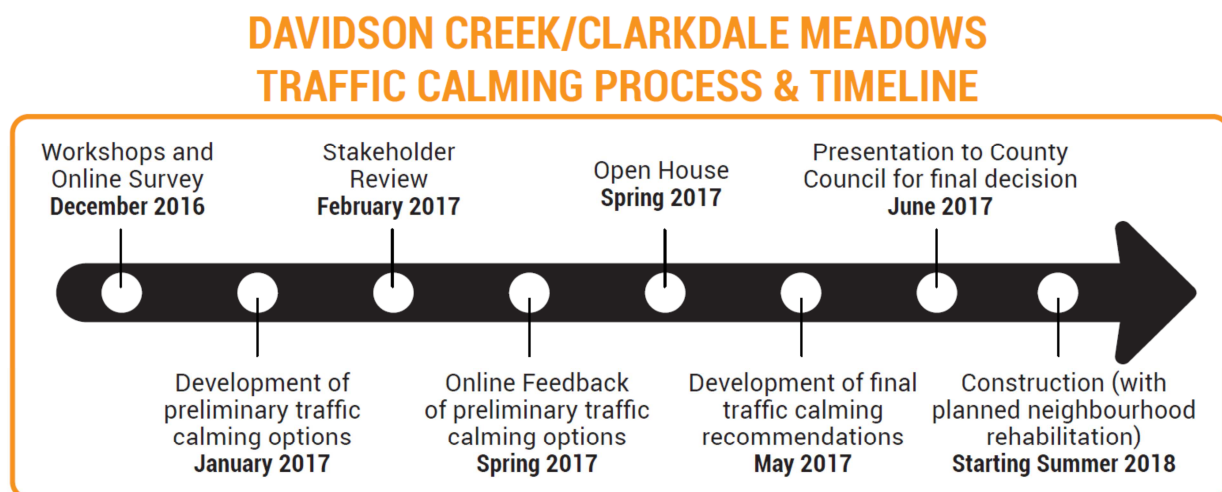 DAVIDSON CREEK/CLARKDALE MEADOWS
TRAFFIC CALMING PROCESS & TIMELINE
Workshops and
Online Survey
December 2016
Development of
preliminary traffic
calming options
January 2017
Stakeholder
Review
February 2017
Online Feedback
of preliminary traffic
calming options
Spring 2017
Open House
Spring 2017
Development of final
traffic calming
recommendations
May 2017
Presentation to County
Council for final decision
June 2017
Construction (with
planned neighbourhood
rehabilitation)
Starting Summer 2018